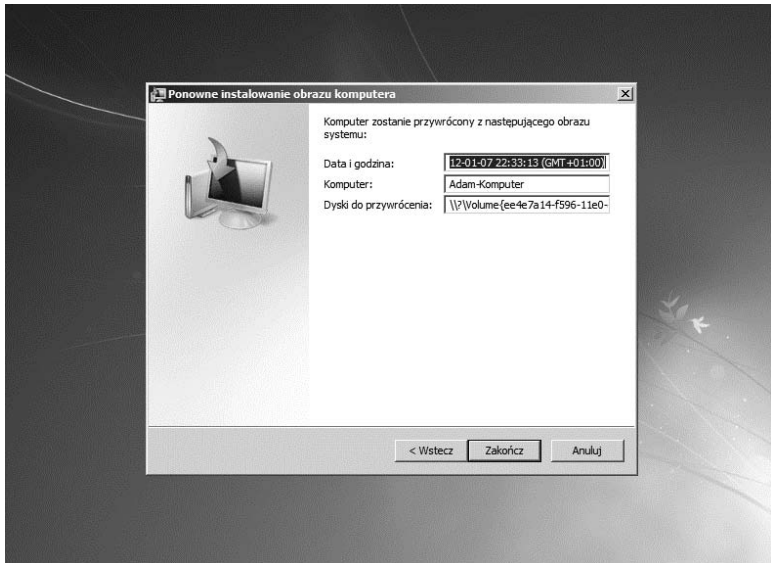 Ponowne instalowanie obrazu komputera
Komputer zostanie przywrócony z następującego obrazu
systemu:
Data i godzina: 12-01-07 22:33:13 (GMT+01:00)
Komputer: Adam-Komputer
Dyski do przywrócenia: \\?\Volume{ee4e7a14-f596-11e0-
< Wstecz Zakończ Anuluj